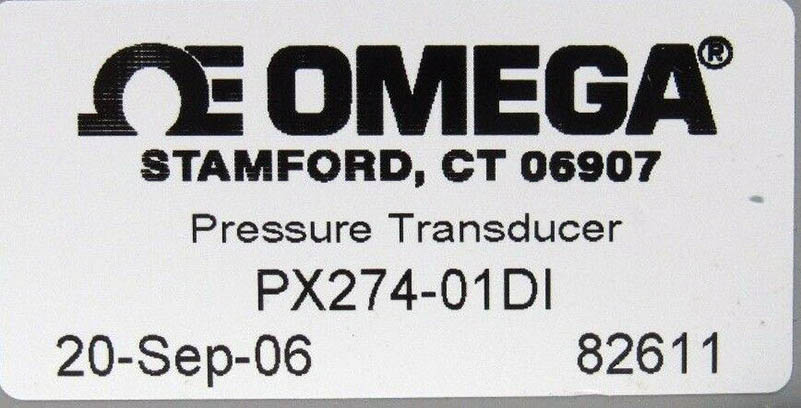 ΩE OMEGA®
STAMFORD, CT 06907
Pressure Transducer
PX274-01DI
20-Sep-06 82611